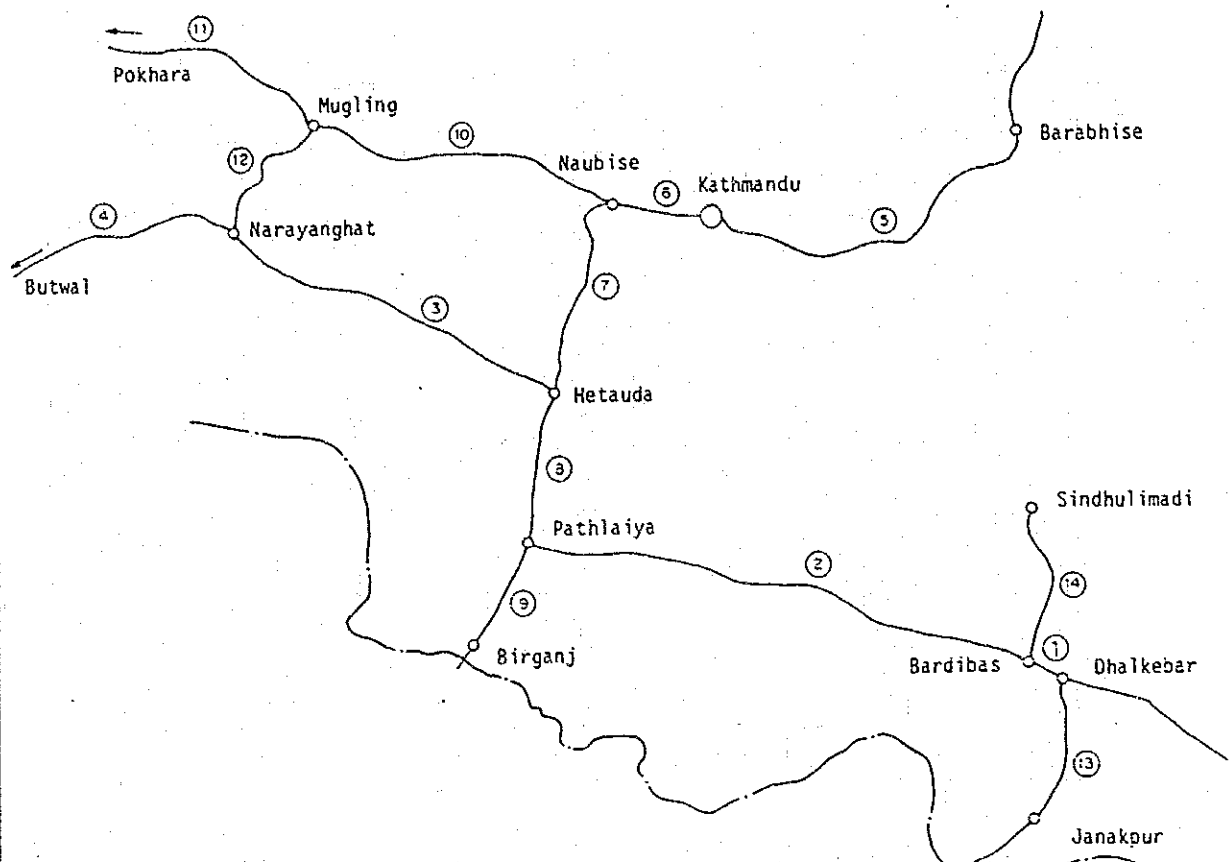 11
Pokhara
Mugling
10
Barabhise
12
Naubise
6
Kathmandu
4
Narayanghat
5
Butwal
7
3
Hetauda
8
Sindhulimadi
Pathlaiya
2
14
9
Birganj
1
Bardibas
Dhalkebar
13
Janakpur